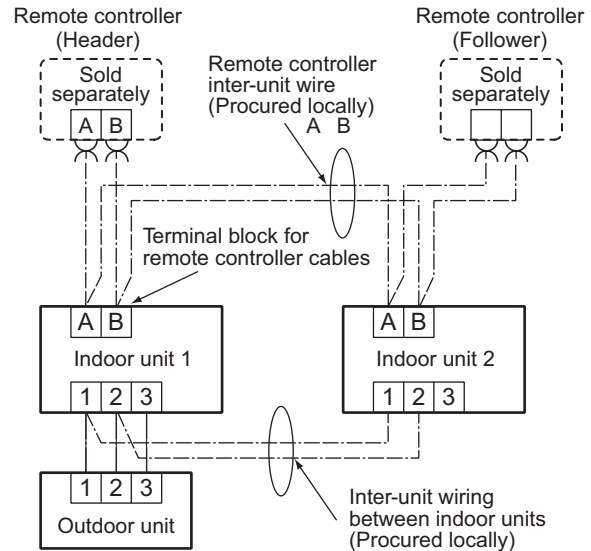 Remote controller
(Header)
Remote controller
(Follower)
Sold
separately
A B
Sold
separately
Remote controller
inter-unit wire
(Procured locally)
A B
Terminal block for
remote controller cables
A B
Indoor unit 1
1 2 3
A B
Indoor unit 2
1 2 3
1 2 3
Outdoor unit
Inter-unit wiring
between indoor units
(Procured locally)